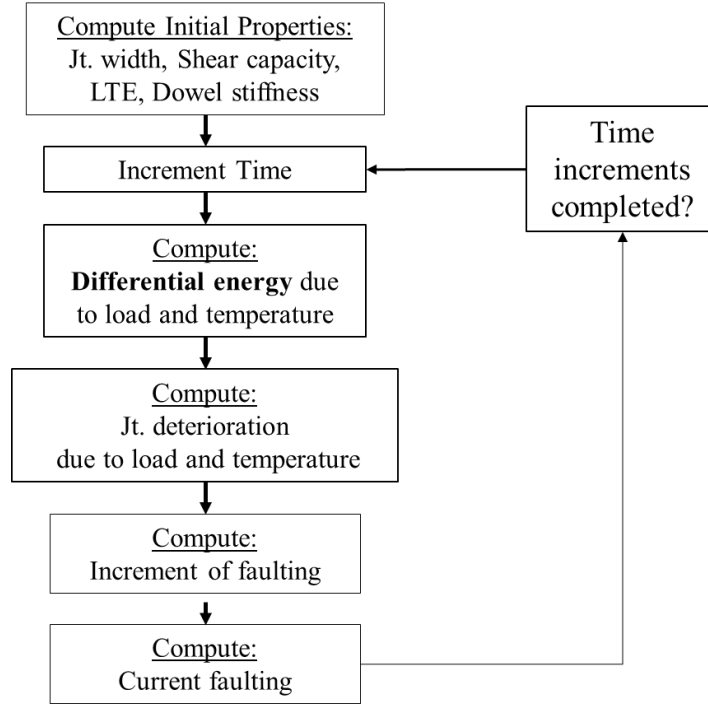 Compute Initial Properties:
Jt. width, Shear capacity,
LTE, Dowel stiffness
Increment Time
Compute:
Differential energy due
to load and temperature
Compute:
Jt. deterioration
due to load and temperature
Compute:
Increment of faulting
Compute:
Current faulting
Time
increments
completed?